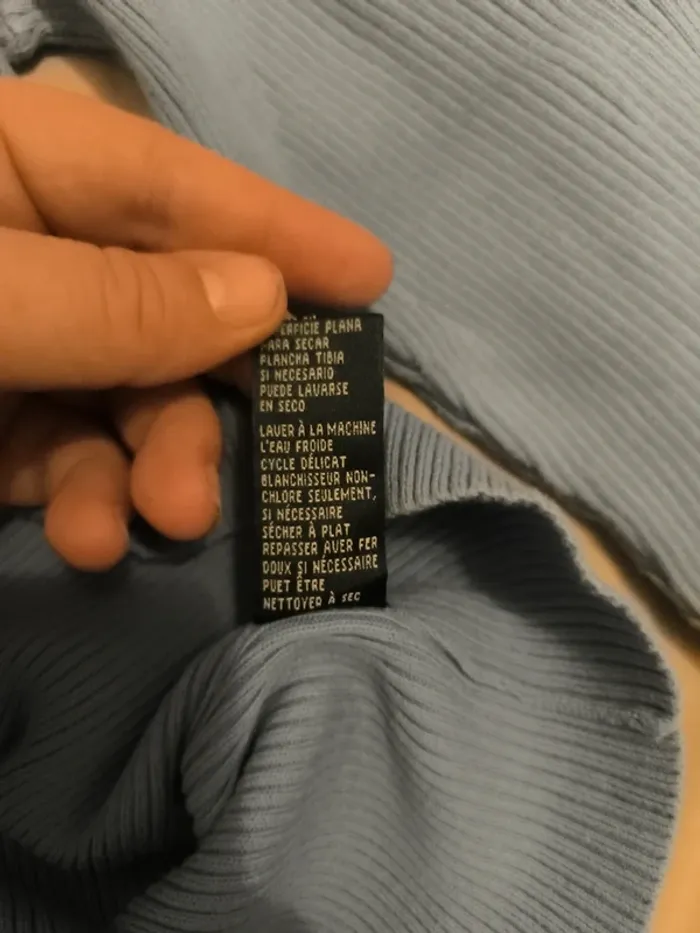 PLANA
PARA SECAR
PLANCHA TIBIA
SI NECESARIO
PUEDE LAVARSE
EN SECO
LAVER À LA MACHINE
L'EAU FROIDE
CYCLE DÉLICAT
BLANCHISSEUR NON-
CHLORE SEULEMENT,
SI NÉCESSAIRE
SÉCHER À PLAT
REPASSER AVER FER
DOUX SI NÉCESSAIRE
PUET ÊTRE
NETTOYER À SEC